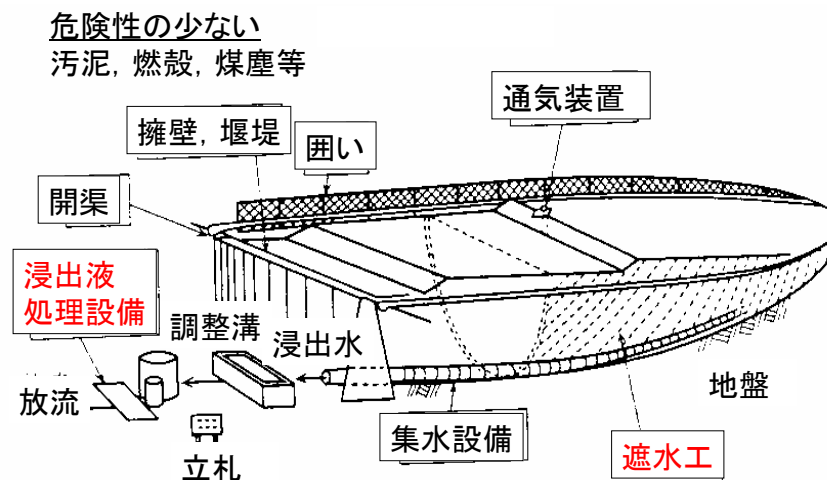 危険性の少ない
汚泥, 燃殻, 煤塵等
通気装置
擁壁, 堰堤
囲い
開渠
浸出液
処理設備
調整溝
浸出水
放流
立札
集水設備
地盤
遮水工